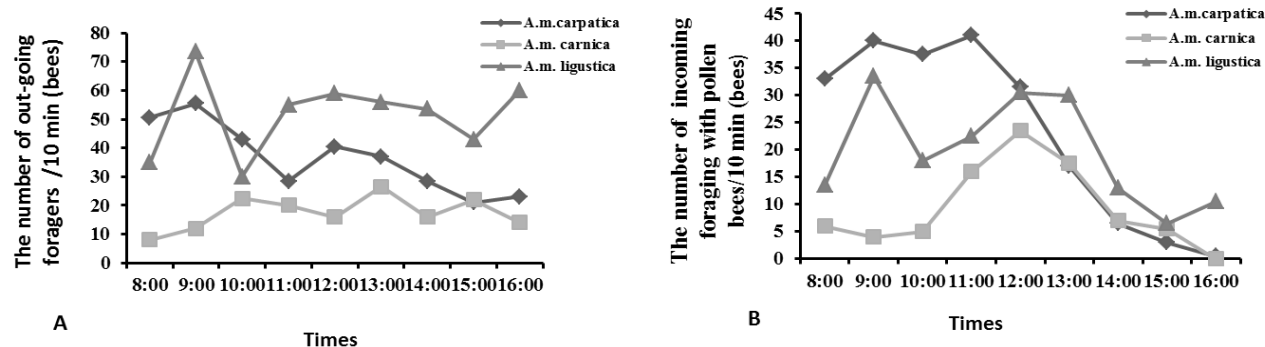 The number of out-going
foragers /10 min (bees)
80
70
60
50
40
30
20
10
0
A.m.carpatica
A.m. carnica
A.m. ligustica
8:00 9:00 10:00 11:00 12:00 13:00 14:00 15:00 16:00
A
Times
The number of incoming
foraging with pollen
bees/10 min (bees)
45
40
35
30
25
20
15
10
5
0
A.m.carpatica
A.m. carnica
A.m. ligustica
8:00 9:00 10:00 11:00 12:00 13:00 14:00 15:00 16:00
B
Times